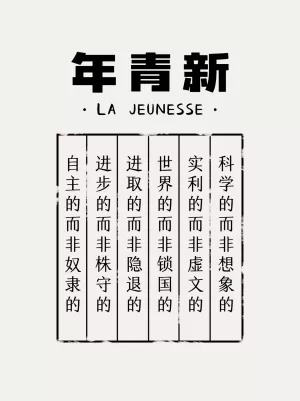 新青年
· LA JEUNESSE ·
自主的而非奴隶的
进步的而非株守的
进取的而非隐退的
世界的而非锁国的
实利的而非虚文的
科学的而非想象的